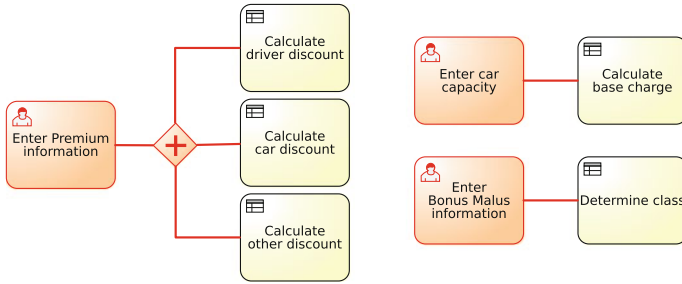 Calculate
driver discount
Enter Premium
information
Calculate
car discount
Calculate
other discount
Enter car
capacity
Calculate
base charge
Enter
Bonus Malus
information
Determine class